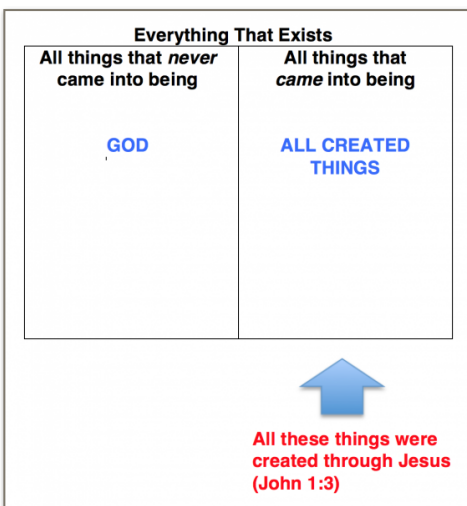 Everything That Exists
All things that never
came into being
GOD
All things that
came into being
ALL CREATED
THINGS
All these things were
created through Jesus
(John 1:3)